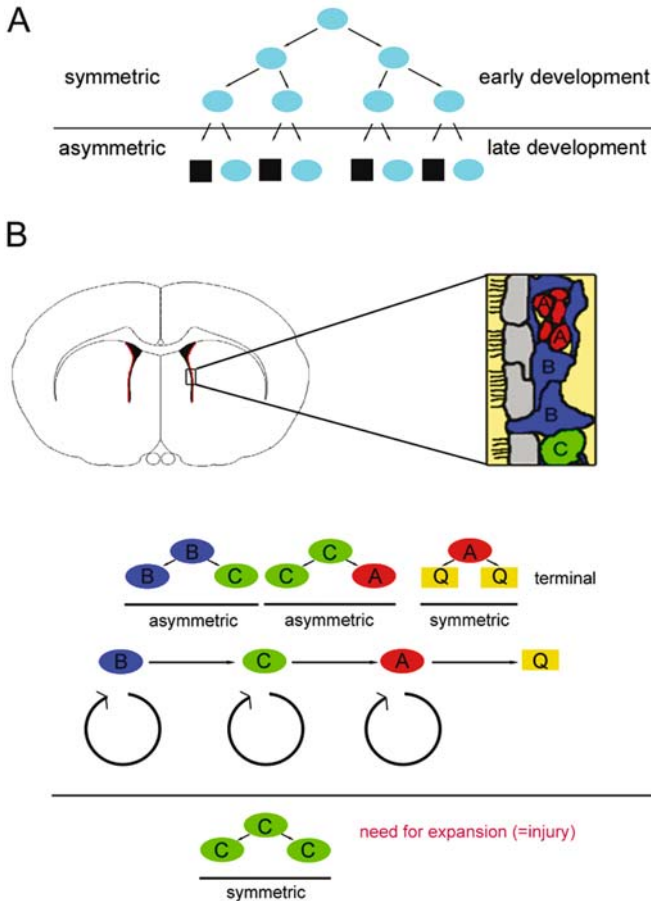 A
symmetric early development
asymmetric late development
B
A
A
B
B
C
B C A
B C C A Q Q terminal
asymmetric asymmetric symmetric
B C A Q
C
need for expansion (=injury)
C C
symmetric